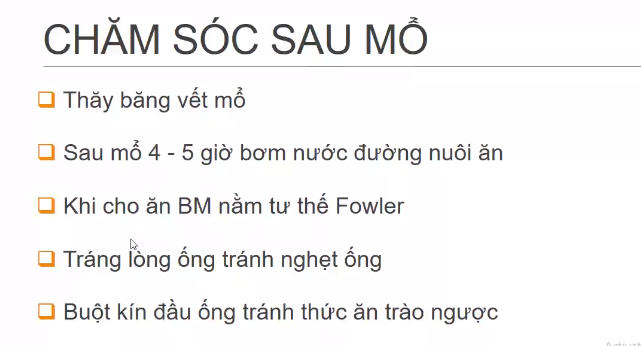 CHĂM SÓC SAU MỔ
Thăy băng vết mổ
Sau mổ 4 - 5 giờ bơm nước đường nuôi ăn
Khi cho ăn BM nằm tư thế Fowler
Tráng lòng ống tránh nghẹt ống
Buột kín đầu ống tránh thức ăn trào ngược